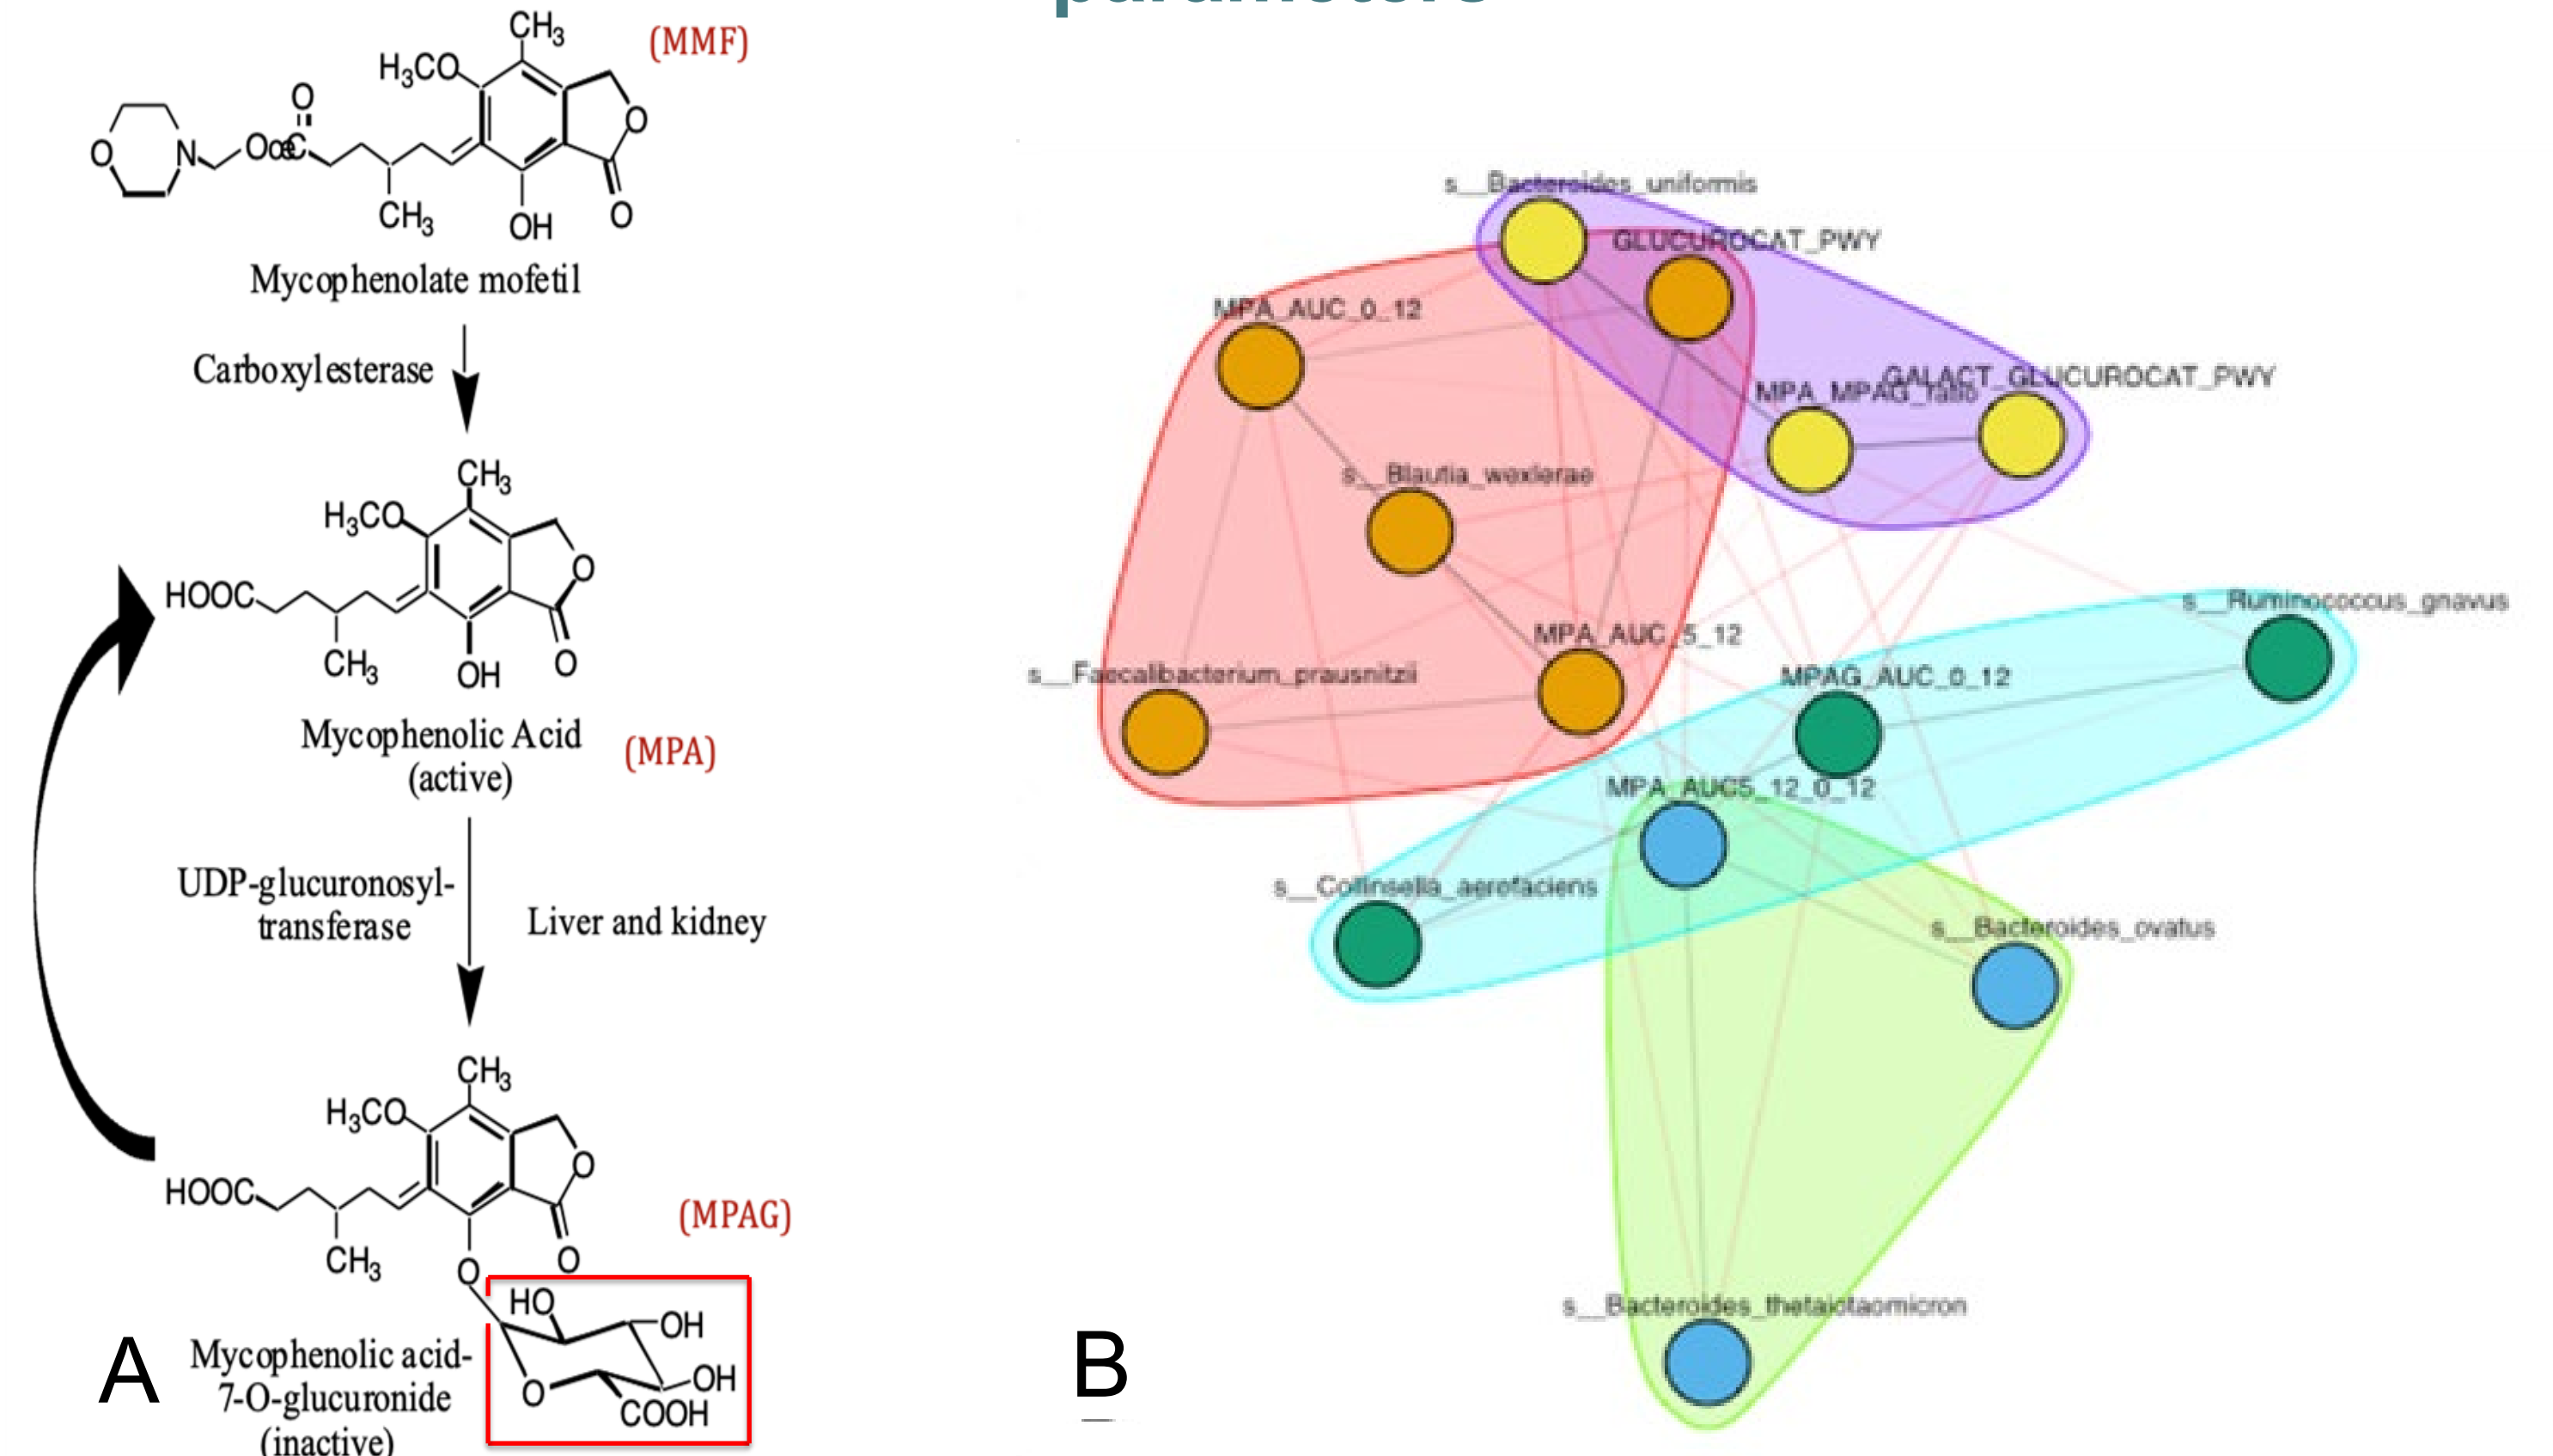 parameters
CH3
(MMF)
H3CO
O
O
O
N
C
O
CH3
OH
O
Mycophenolate mofetil
Carboxylesterase
CH3
H3CO
O
HOOC
CH3
OH
O
Mycophenolic Acid
(active)
(MPA)
UDP-glucuronosyl-
transferase
Liver and kidney
CH3
H3CO
O
HOOC
(MPAG)
CH3
O
O
HO
OH
OH
O
COOH
A
Mycophenolic acid-
7-O-glucuronide
(inactive)
s__Bacteroides_uniformis
GLUCUROCAT_PWY
MPA_AUC_0_12
GALACT_GLUCUROCAT_PWY
MPA_MPAG_ratio
s__Blautia_wexlerae
s__Ruminococcus_gnavus
MPA_AUC_5_12
s__Faecalibacterium_prausnitzii
MPAG_AUC_0_12
MPA_AUC5_12_0_12
s__Collinsella_aerofaciens
s__Bacteroides_ovatus
s__Bacteroides_thetaiotaomicron
B